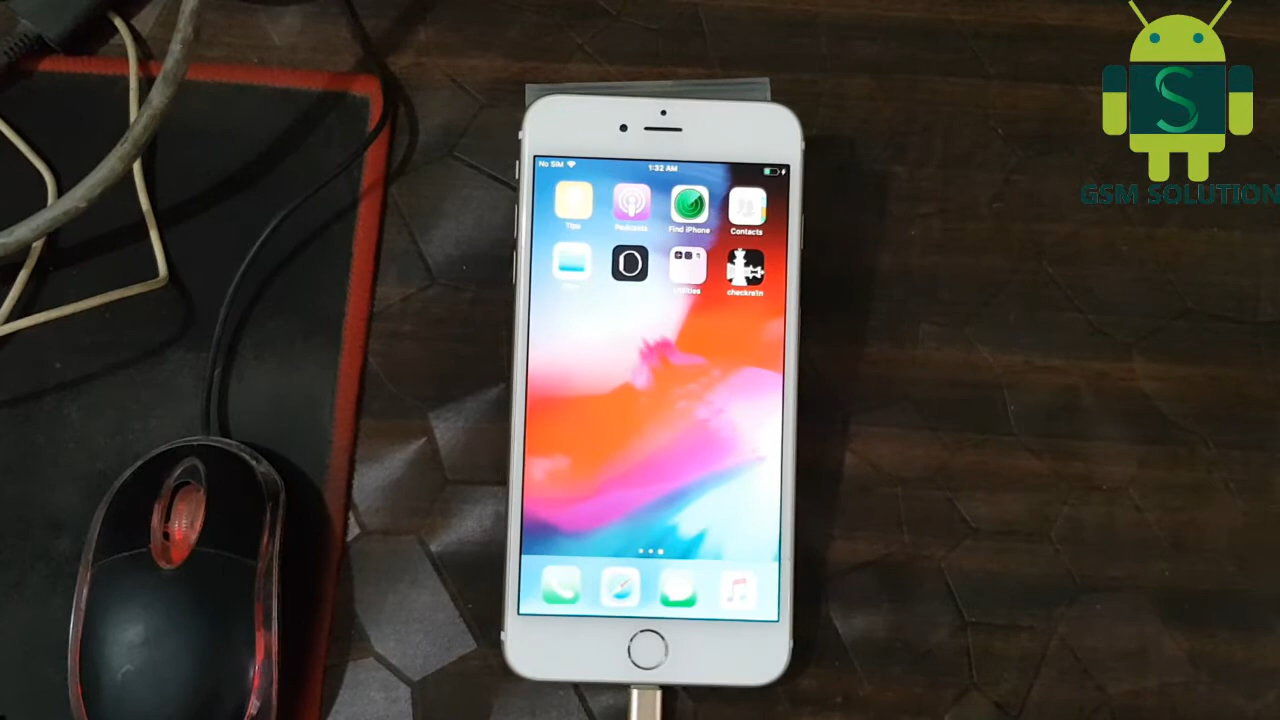 No SIM
1:32 AM
Tips
Podcasts
Find iPhone
Contacts
Utilities
checkra1n
S
GSM SOLUTION